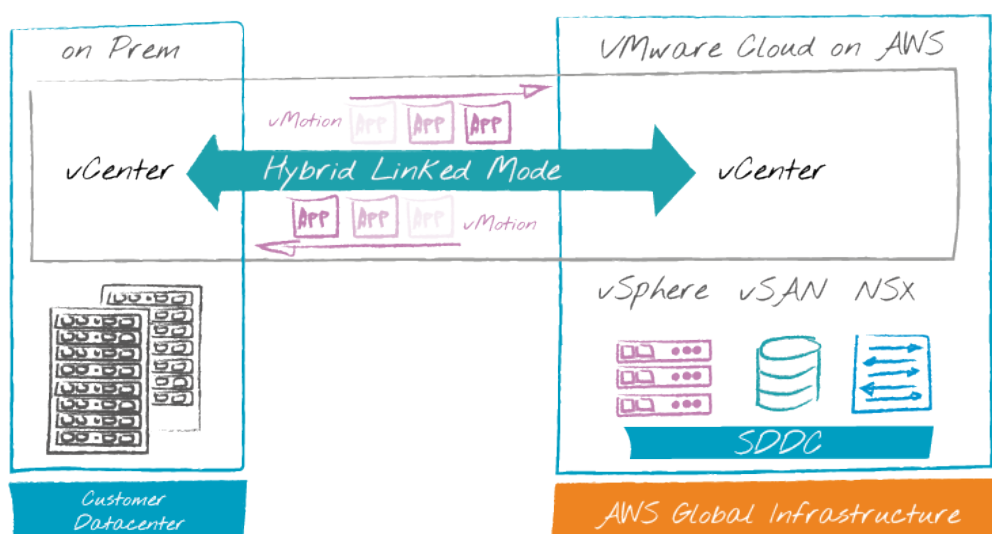 on Prem
VMware Cloud on AWS
vMotion APP APP APP
vCenter
Hybrid Linked Mode
vCenter
APP APP APP vMotion
vSphere vSAN NSX
SDDC
Customer
Datacenter
AWS Global Infrastructure